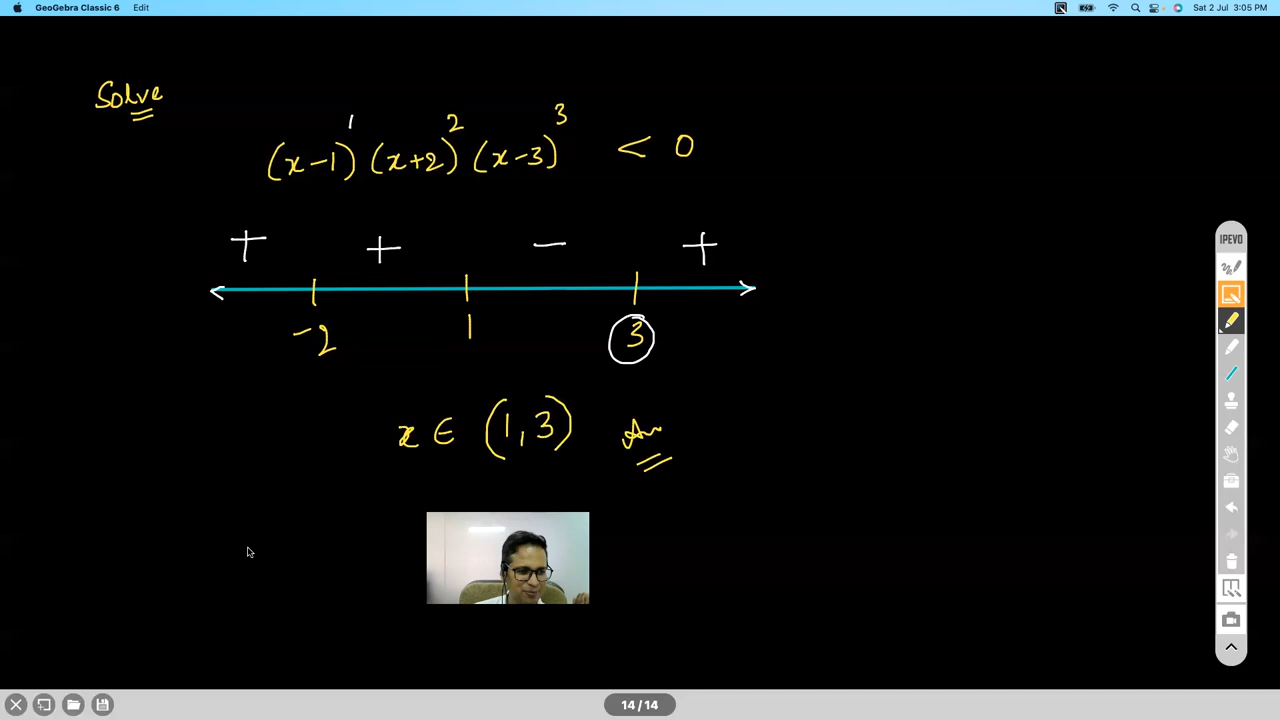 GeoGebra Classic 6 Edit Sat 2 Jul 3:05 PM
Solve
(x-1)¹ (x+2)² (x-3)³ < 0
IPEVO
+ + - +
-2 1 3
x ∈ (1,3) Ans
14 / 14